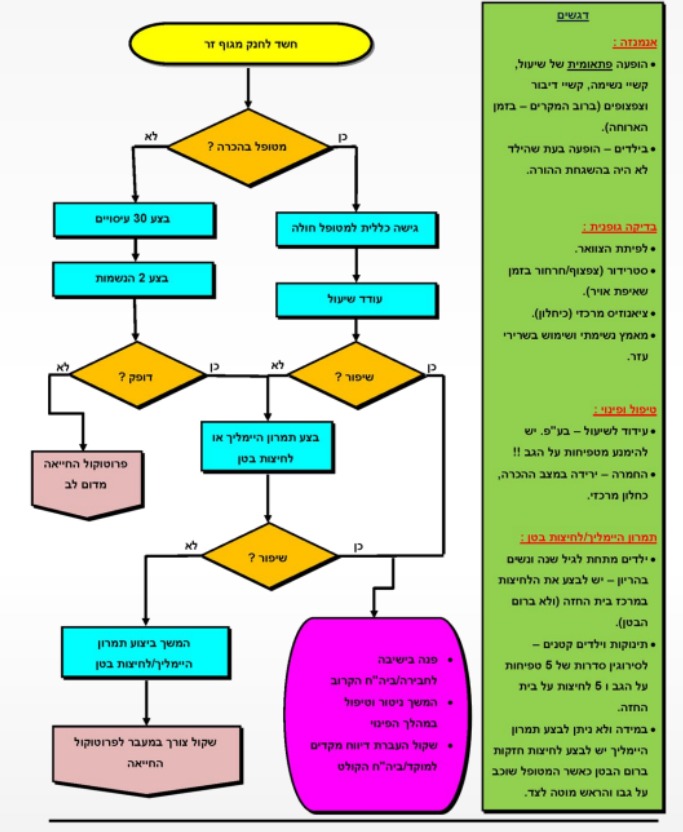 חשד לחנק מגוף זר
מטופל בהכרה ?
לא
כן
בצע 30 עיסויים
גישה כללית למטופל חולה
בצע 2 הנשמות
עודד שיעול
דופק ?
לא
כן
שיפור ?
לא
כן
פרוטוקול החייאה
מדום לב
בצע תמרון היימליך או
לחיצות בטן
שיפור ?
לא
כן
המשך ביצוע תמרון
היימליך/לחיצות בטן
שקול צורך במעבר לפרוטוקול
החייאה
• פנה בישיבה
לחבירה/ביה"ח הקרוב
• המשך ניטור וטיפול
במהלך הפינוי
• שקול העברת דיווח מקדים
למוקד/ביה"ח הקולט
דגשים
אנמנזה :
• הופעה פתאומית של שיעול,
קשיי נשימה, קשיי דיבור
וצפצופים (ברוב המקרים – בזמן
הארוחה).
• בילדים – הופעה בעת שהילד
לא היה בהשגחת ההורה.
בדיקה גופנית :
• לפיתת הצוואר.
• סטרידור (צפצוף/חרחור בזמן
שאיפת אויר).
• ציאנוזיס מרכזי (כיחלון).
• מאמץ נשימתי ושימוש בשרירי
עזר.
טיפול ופינוי :
• עידוד לשיעול – בע"פ. יש
להימנע מטפיחות על הגב !!
• החמרה – ירידה במצב ההכרה,
כחלון מרכזי.
תמרון היימליך/לחיצות בטן :
• ילדים מתחת לגיל שנה ונשים
בהריון – יש לבצע את הלחיצות
במרכז בית החזה (ולא ברום
הבטן).
• תינוקות וילדים קטנים –
לסירוגין סדרות של 5 טפיחות
על הגב ו 5 לחיצות על בית
החזה.
• במידה ולא ניתן לבצע תמרון
היימליך יש לבצע לחיצות חזקות
ברום הבטן כאשר המטופל שוכב
על גבו והראש מוטה לצד.